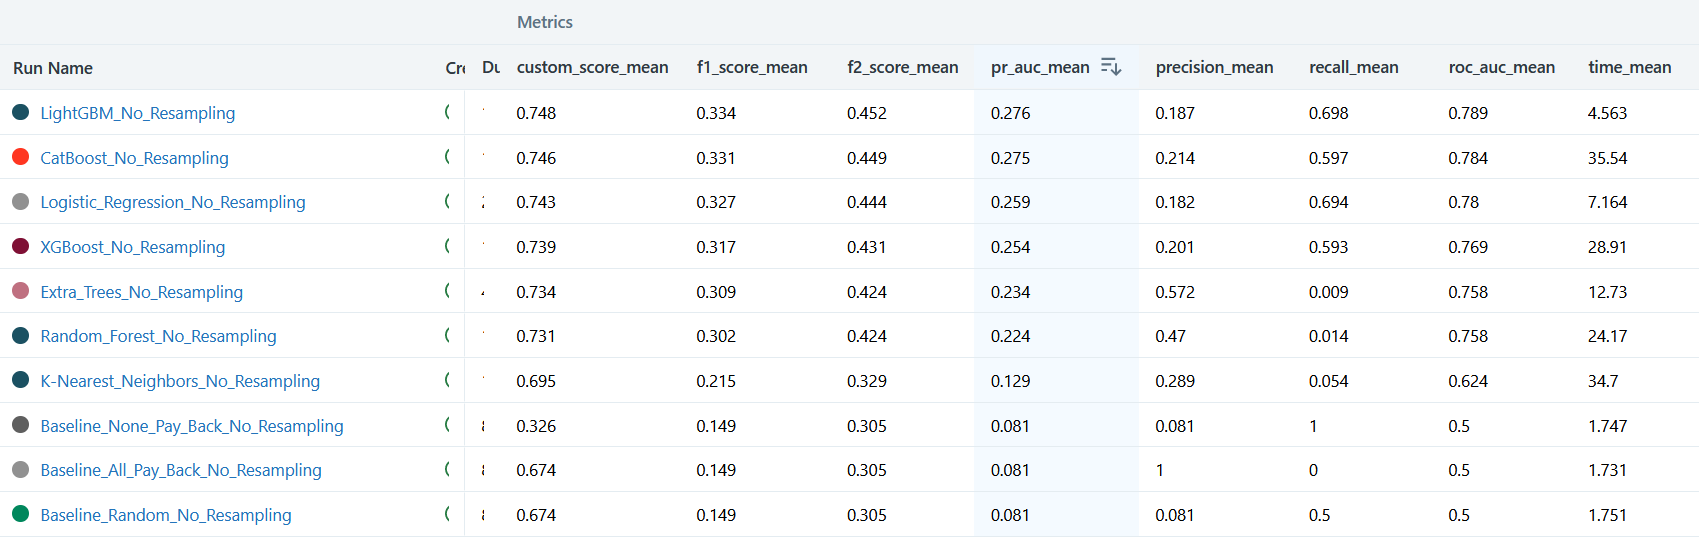 Metrics
Run Name Cre Du custom_score_mean f1_score_mean f2_score_mean pr_auc_mean precision_mean recall_mean roc_auc_mean time_mean
LightGBM_No_Resampling 0.748 0.334 0.452 0.276 0.187 0.698 0.789 4.563
CatBoost_No_Resampling 0.746 0.331 0.449 0.275 0.214 0.597 0.784 35.54
Logistic_Regression_No_Resampling 0.743 0.327 0.444 0.259 0.182 0.694 0.78 7.164
XGBoost_No_Resampling 0.739 0.317 0.431 0.254 0.201 0.593 0.769 28.91
Extra_Trees_No_Resampling 0.734 0.309 0.424 0.234 0.572 0.009 0.758 12.73
Random_Forest_No_Resampling 0.731 0.302 0.424 0.224 0.47 0.014 0.758 24.17
K-Nearest_Neighbors_No_Resampling 0.695 0.215 0.329 0.129 0.289 0.054 0.624 34.7
Baseline_None_Pay_Back_No_Resampling 0.326 0.149 0.305 0.081 0.081 1 0.5 1.747
Baseline_All_Pay_Back_No_Resampling 0.674 0.149 0.305 0.081 1 0 0.5 1.731
Baseline_Random_No_Resampling 0.674 0.149 0.305 0.081 0.081 0.5 0.5 1.751